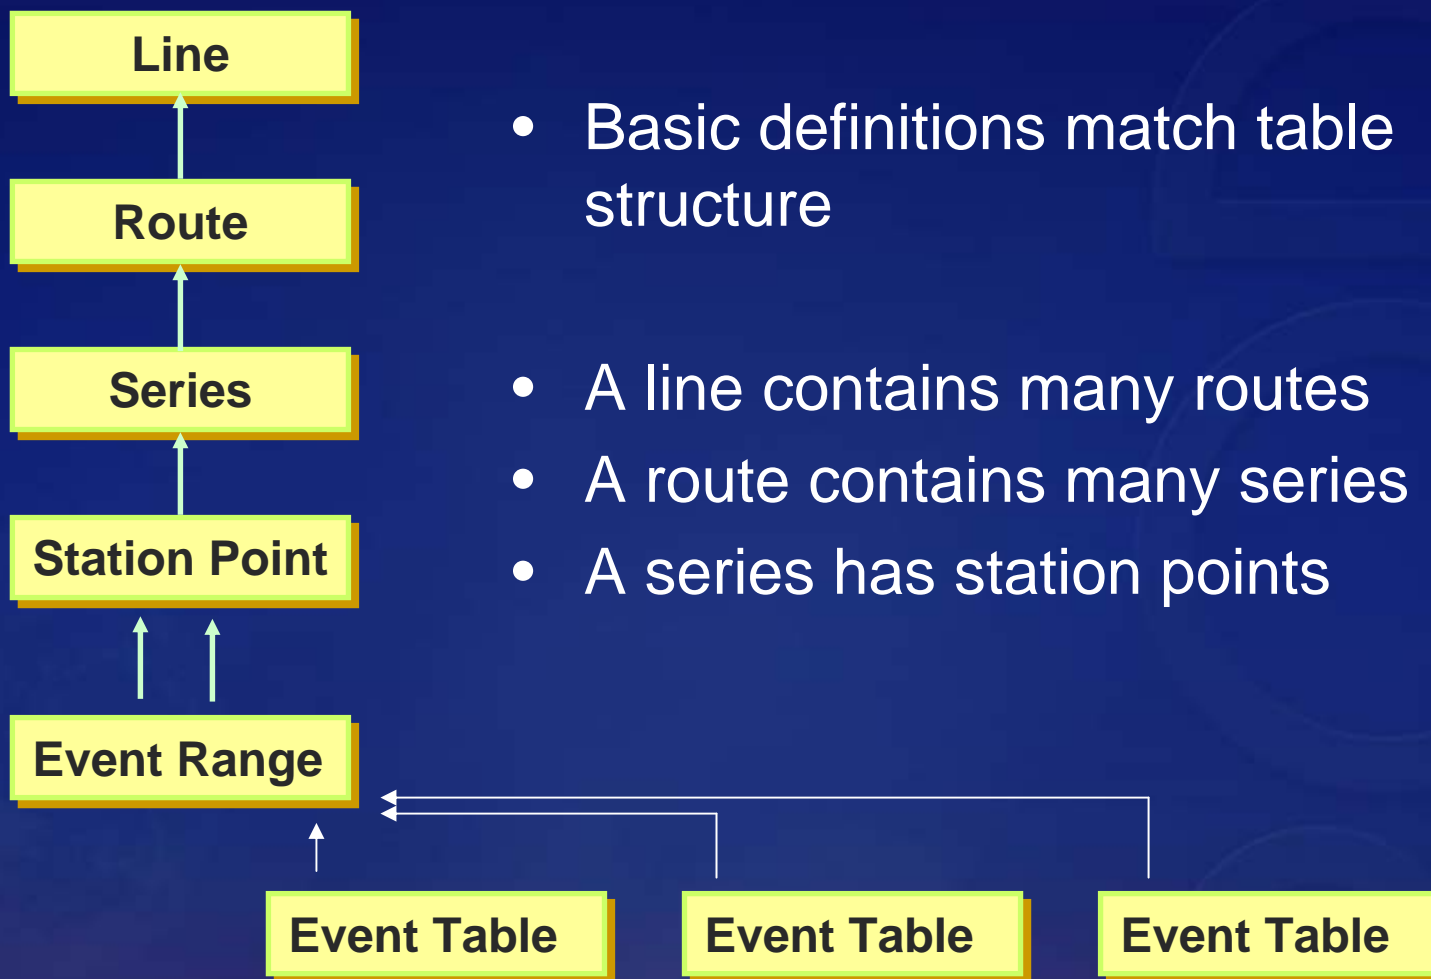 Line
Route
Series
Station Point
Event Range
Event Table
Event Table
Event Table
• Basic definitions match table
structure
• A line contains many routes
• A route contains many series
• A series has station points